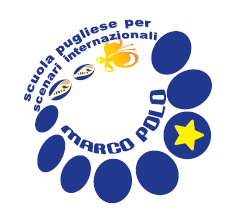 scuola pugliese per
scenari internazionali
MARCO POLO